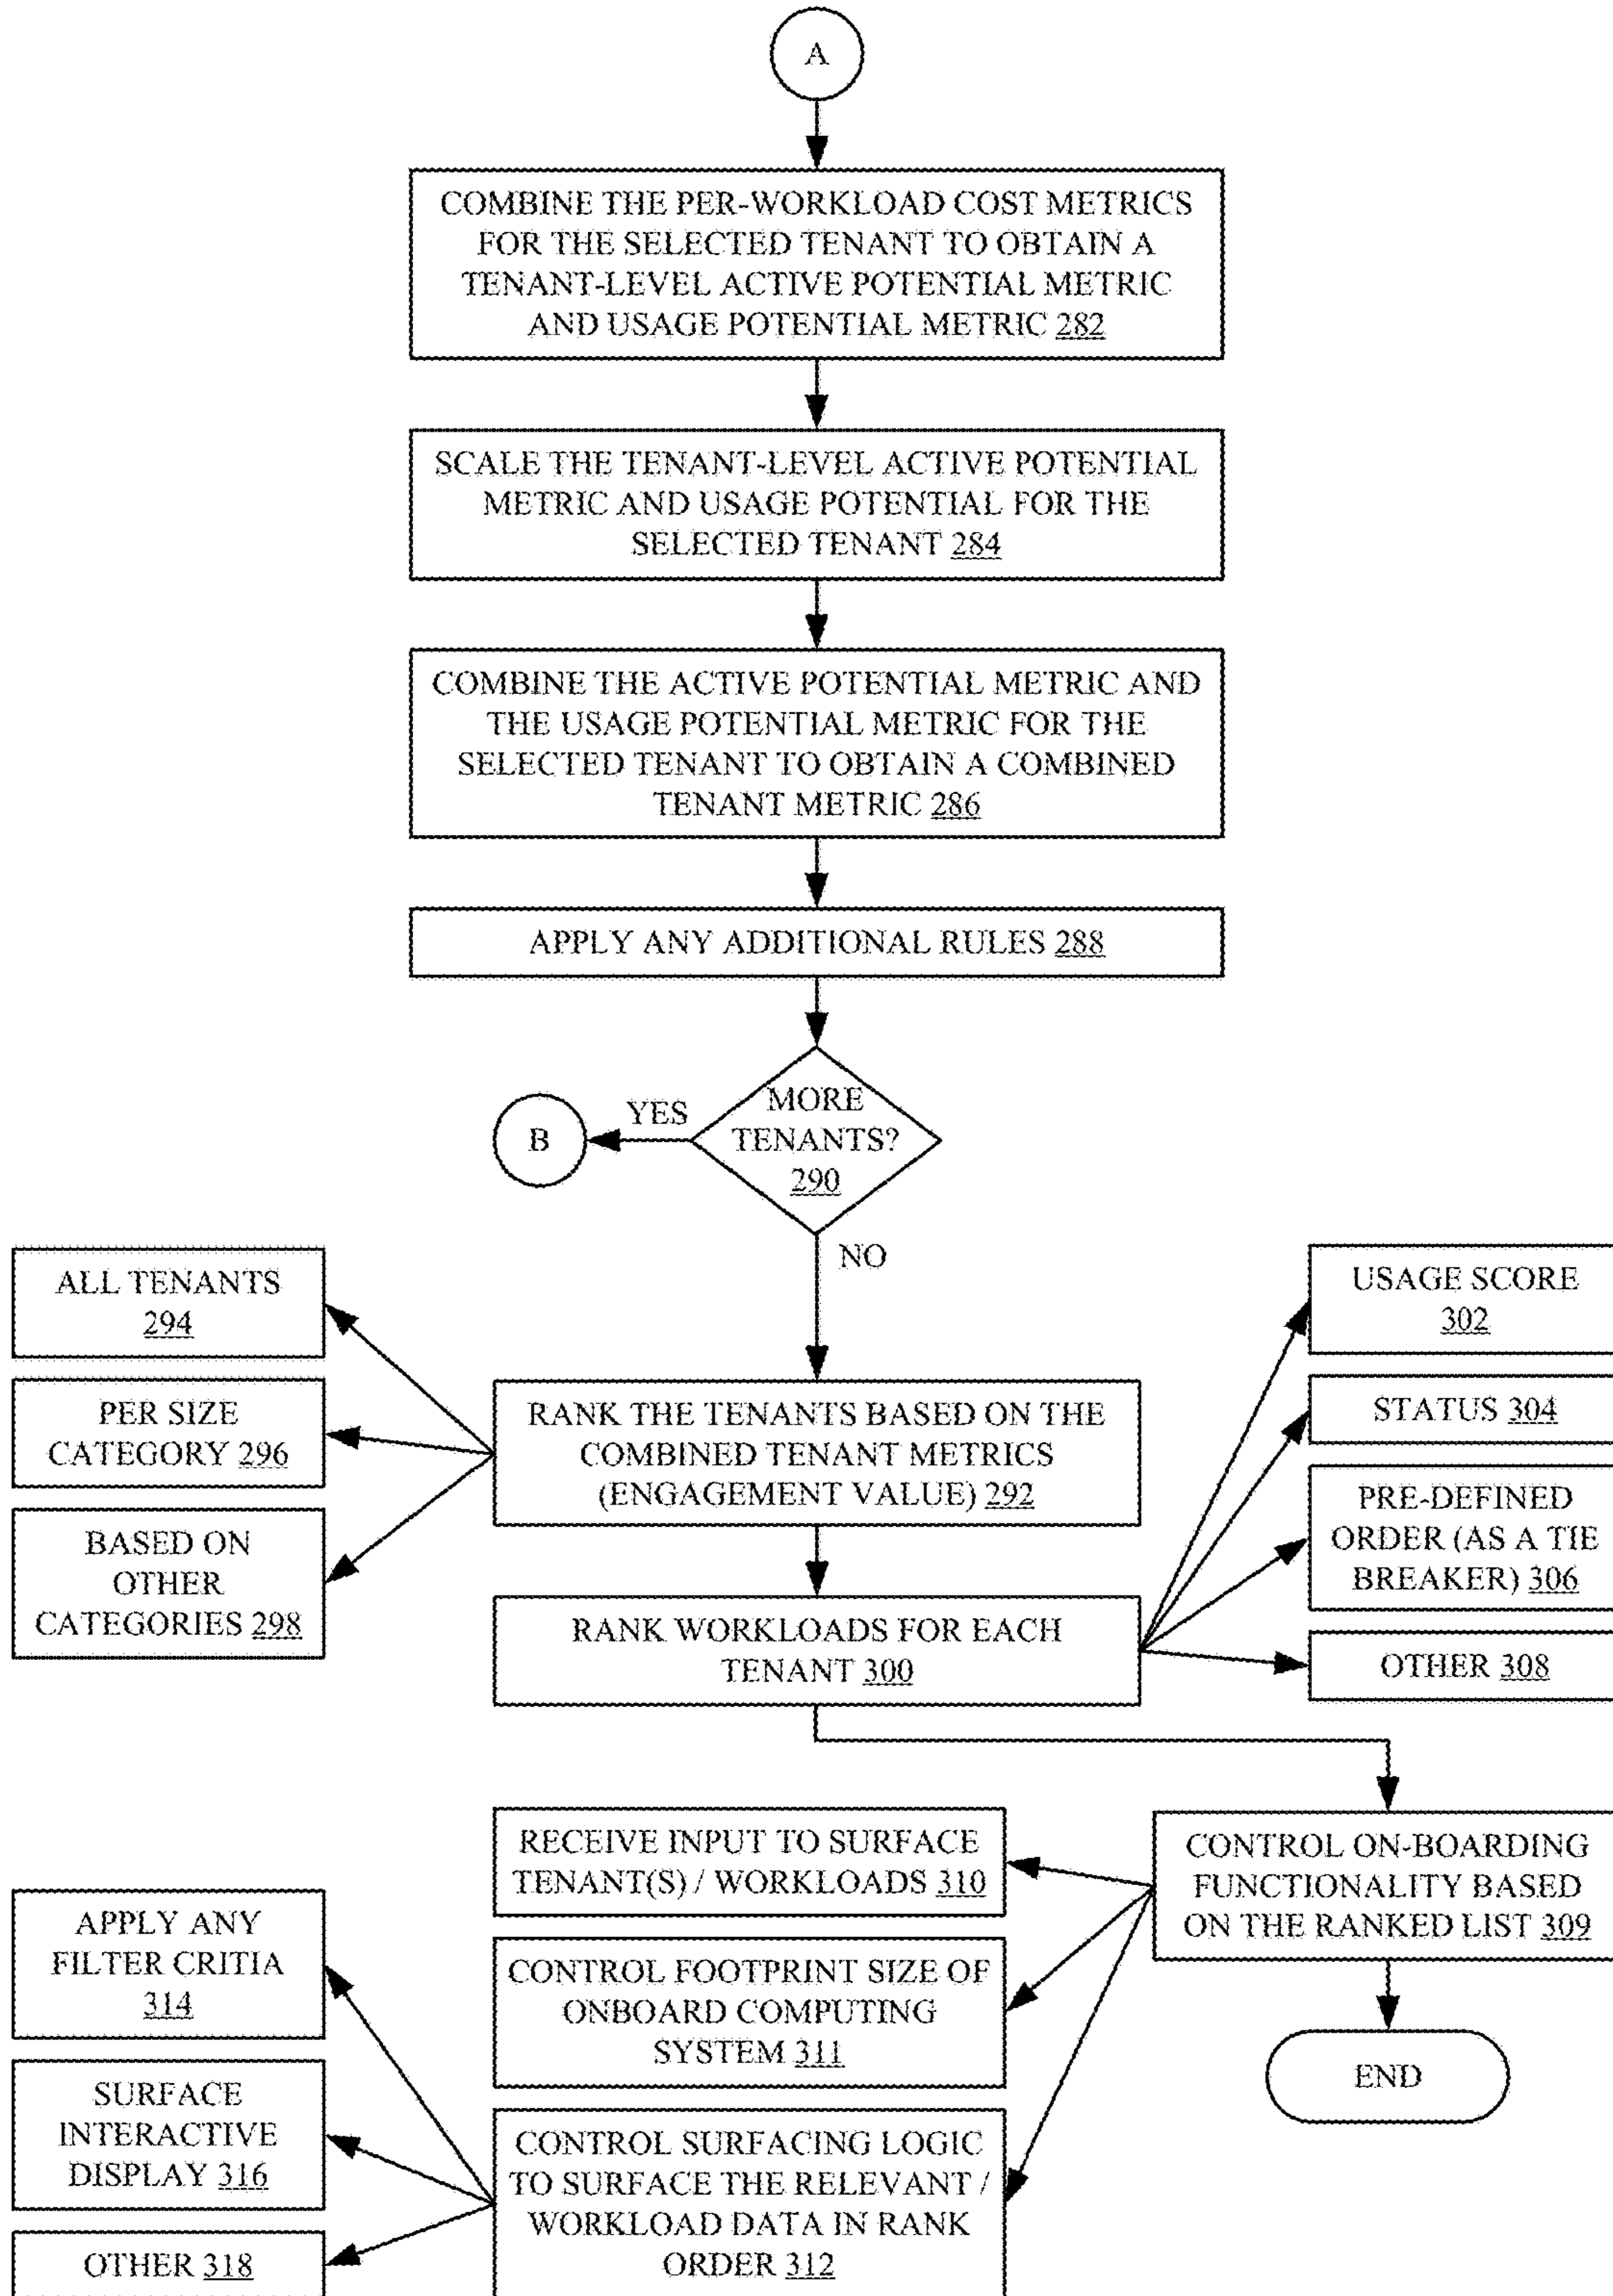 A
COMBINE THE PER-WORKLOAD COST METRICS
FOR THE SELECTED TENANT TO OBTAIN A
TENANT-LEVEL ACTIVE POTENTIAL METRIC
AND USAGE POTENTIAL METRIC 282
SCALE THE TENANT-LEVEL ACTIVE POTENTIAL
METRIC AND USAGE POTENTIAL FOR THE
SELECTED TENANT 284
COMBINE THE ACTIVE POTENTIAL METRIC AND
THE USAGE POTENTIAL METRIC FOR THE
SELECTED TENANT TO OBTAIN A COMBINED
TENANT METRIC 286
APPLY ANY ADDITIONAL RULES 288
MORE
TENANTS?
290
YES
B
NO
ALL TENANTS
294
PER SIZE
CATEGORY 296
BASED ON
OTHER
CATEGORIES 298
RANK THE TENANTS BASED ON THE
COMBINED TENANT METRICS
(ENGAGEMENT VALUE) 292
RANK WORKLOADS FOR EACH
TENANT 300
USAGE SCORE
302
STATUS 304
PRE-DEFINED
ORDER (AS A TIE
BREAKER) 306
OTHER 308
CONTROL ON-BOARDING
FUNCTIONALITY BASED
ON THE RANKED LIST 309
END
RECEIVE INPUT TO SURFACE
TENANT(S) / WORKLOADS 310
CONTROL FOOTPRINT SIZE OF
ONBOARD COMPUTING
SYSTEM 311
CONTROL SURFACING LOGIC
TO SURFACE THE RELEVANT /
WORKLOAD DATA IN RANK
ORDER 312
APPLY ANY
FILTER CRITIA
314
SURFACE
INTERACTIVE
DISPLAY 316
OTHER 318